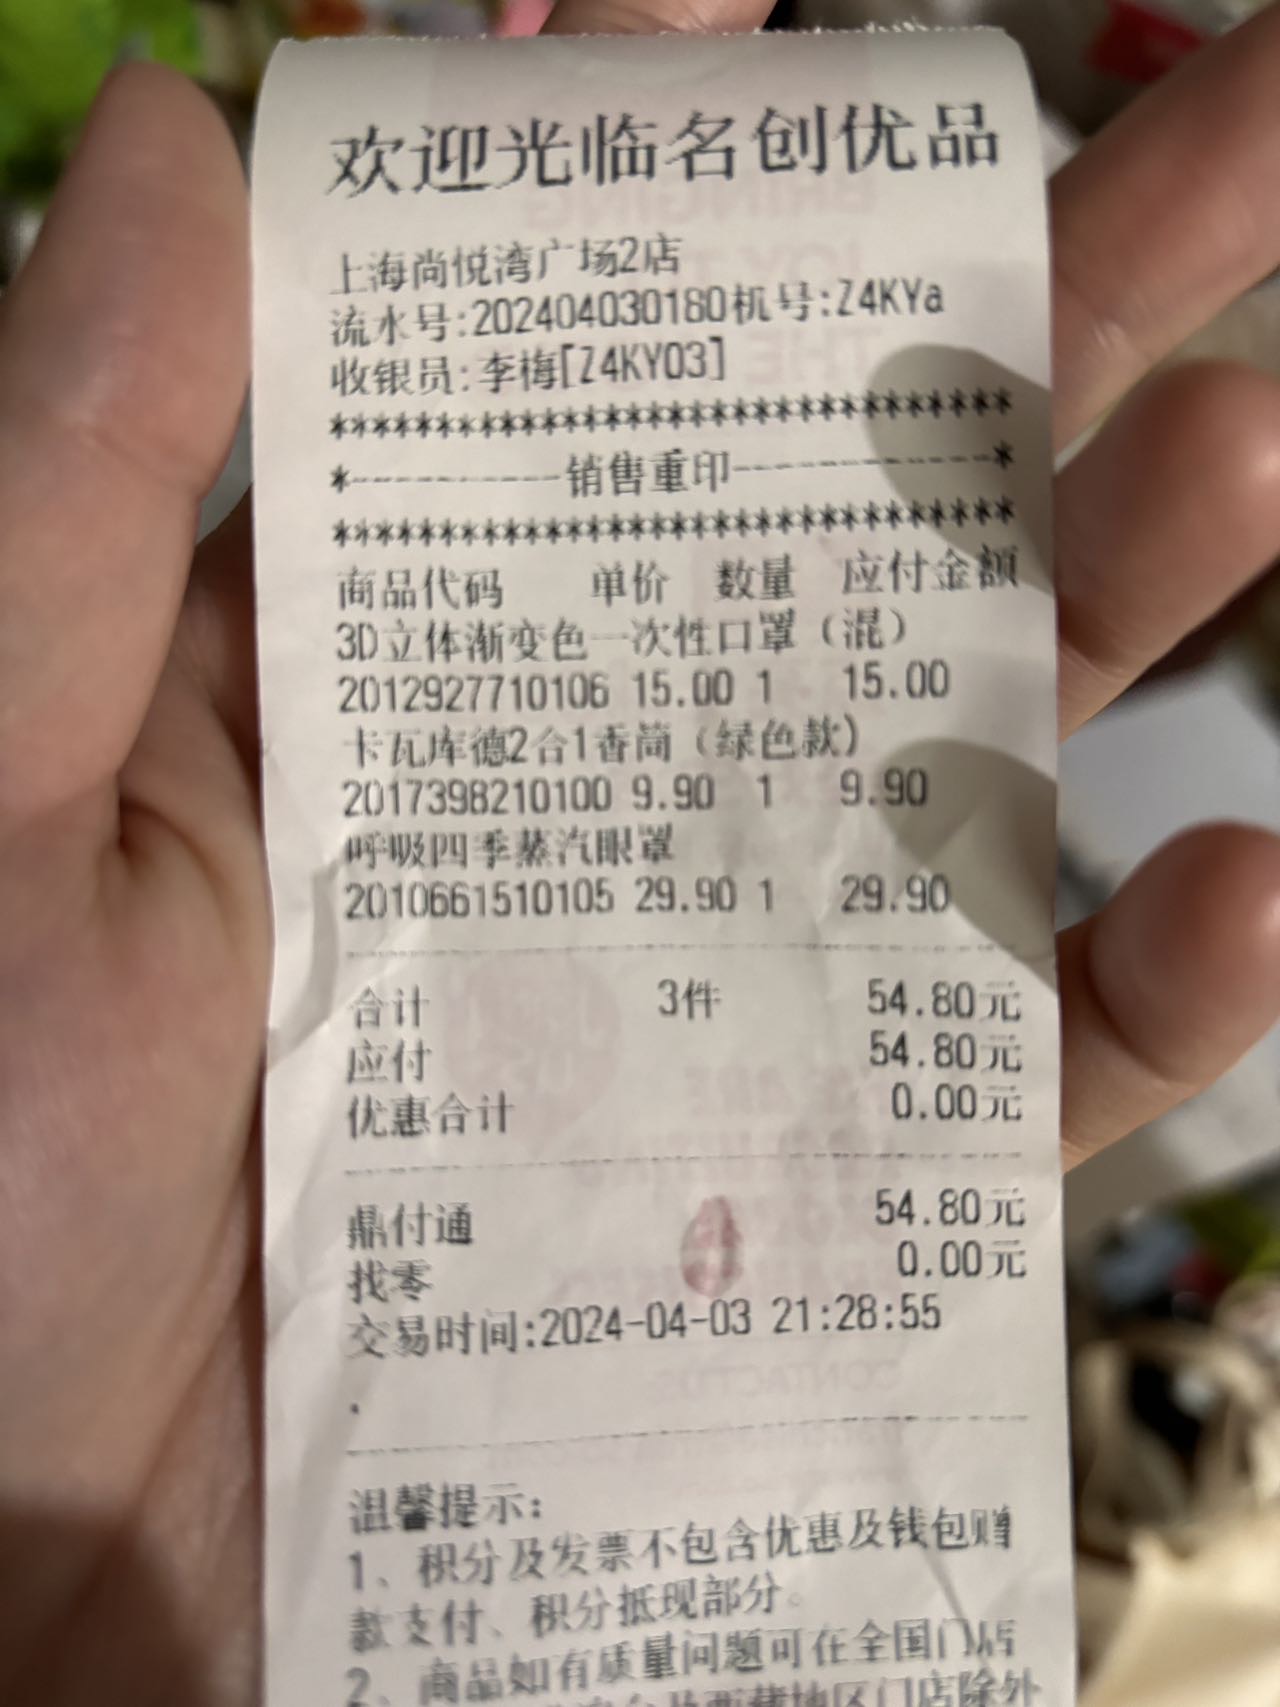 欢迎光临名创优品
上海尚悦湾广场2店
流水号:202404030180机号:Z4KYa
收银员:李梅[Z4KY03]
********************************
*-----------销售重印--------------*
********************************
商品代码 单价 数量 应付金额
3D立体渐变色一次性口罩（混）
2012927710106 15.00 1 15.00
卡瓦库德2合1香筒（绿色款）
2017398210100 9.90 1 9.90
呼吸四季蒸汽眼罩
2010661510105 29.90 1 29.90
合计 3件 54.80元
应付 54.80元
优惠合计 0.00元
鼎付通 54.80元
找零 0.00元
交易时间:2024-04-03 21:28:55
.
温馨提示:
1、积分及发票不包含优惠及钱包赠
款支付、积分抵现部分。
2、商品如有质量问题可在全国门店
及西藏地区门店除外